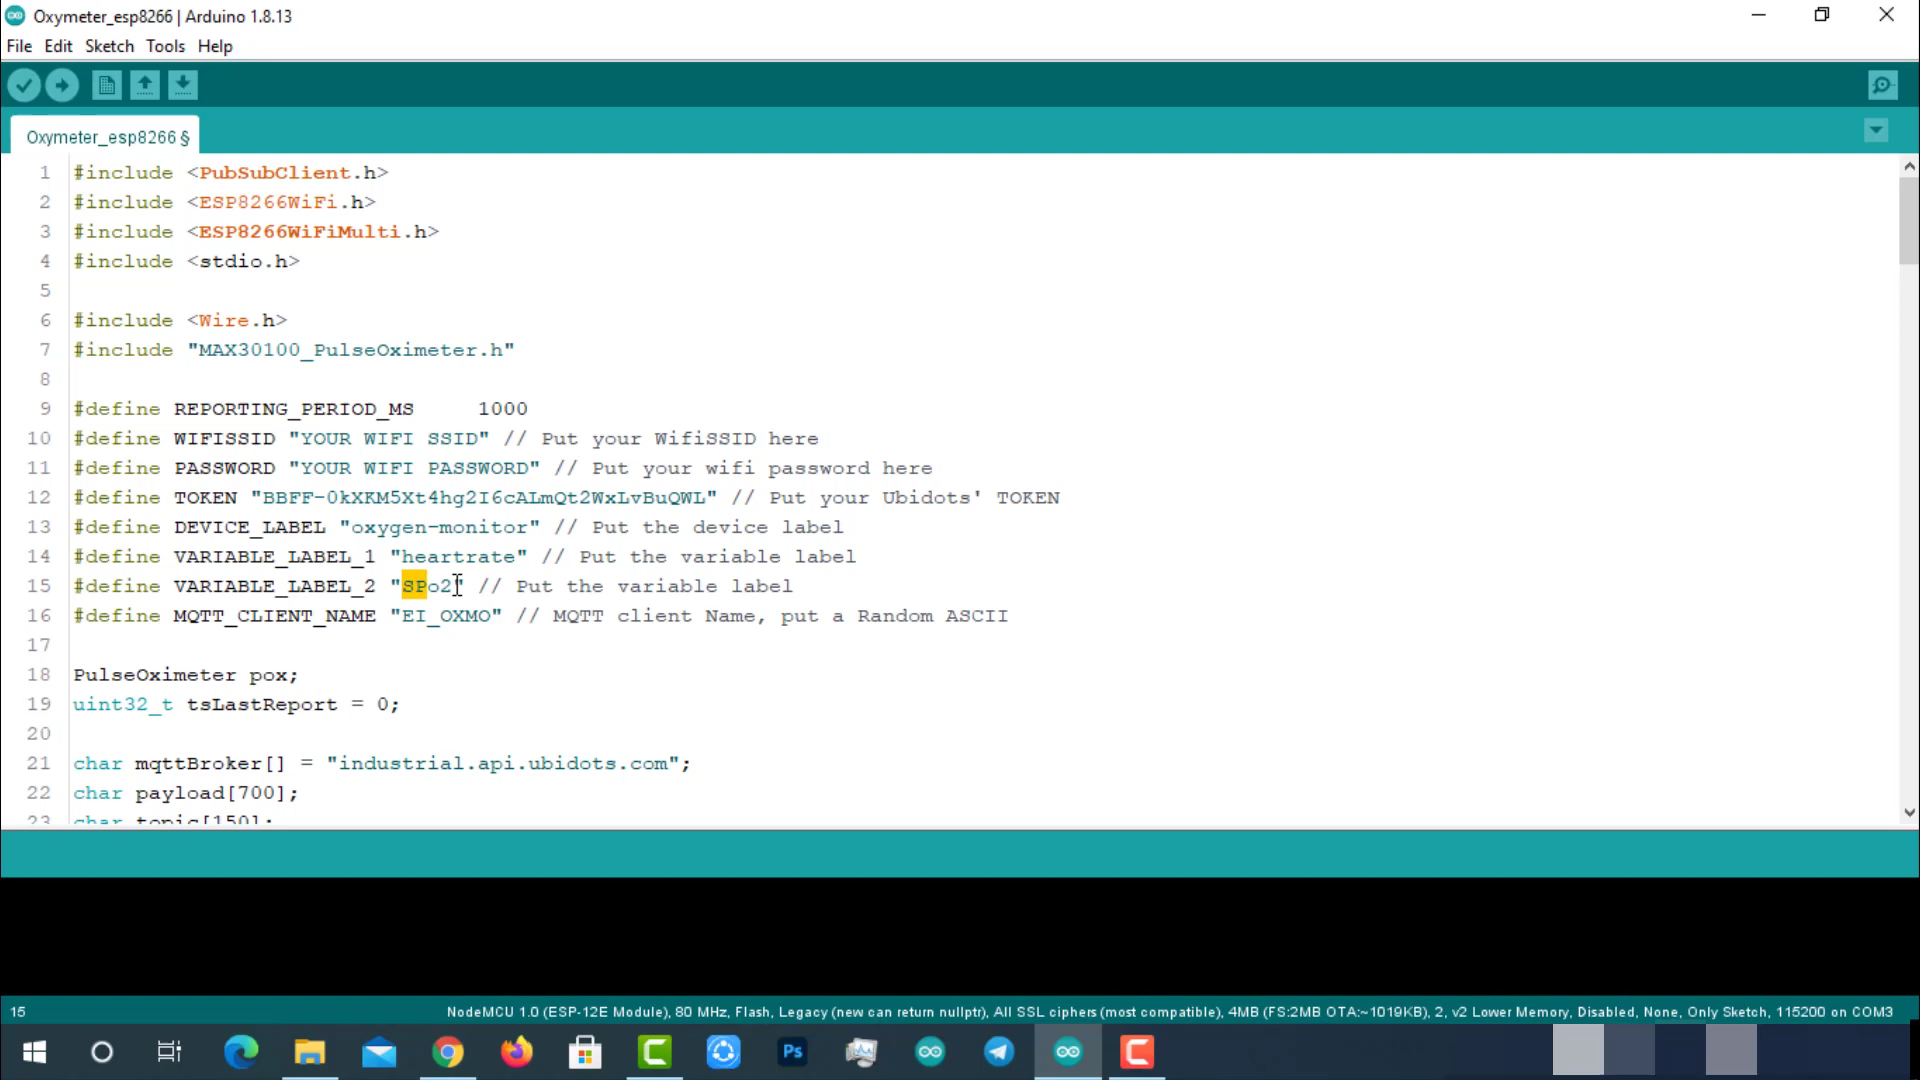 Oxymeter_esp8266 | Arduino 1.8.13
File Edit Sketch Tools Help
Oxymeter_esp8266 §
1 #include <PubSubClient.h>
2 #include <ESP8266WiFi.h>
3 #include <ESP8266WiFiMulti.h>
4 #include <stdio.h>
5
6 #include <Wire.h>
7 #include "MAX30100_PulseOximeter.h"
8
9 #define REPORTING_PERIOD_MS 1000
10 #define WIFISSID "YOUR WIFI SSID" // Put your WifiSSID here
11 #define PASSWORD "YOUR WIFI PASSWORD" // Put your wifi password here
12 #define TOKEN "BBFF-0kXKM5Xt4hg2I6cALmQt2WxLvBuQWL" // Put your Ubidots' TOKEN
13 #define DEVICE_LABEL "oxygen-monitor" // Put the device label
14 #define VARIABLE_LABEL_1 "heartrate" // Put the variable label
15 #define VARIABLE_LABEL_2 "SPo2" // Put the variable label
16 #define MQTT_CLIENT_NAME "EI_OXMO" // MQTT client Name, put a Random ASCII
17
18 PulseOximeter pox;
19 uint32_t tsLastReport = 0;
20
21 char mqttBroker[] = "industrial.api.ubidots.com";
22 char payload[700];
23 char topic[150];
15 NodeMCU 1.0 (ESP-12E Module), 80 MHz, Flash, Legacy (new can return nullptr), All SSL ciphers (most compatible), 4MB (FS:2MB OTA:~1019KB), 2, v2 Lower Memory, Disabled, None, Only Sketch, 115200 on COM3
Ps